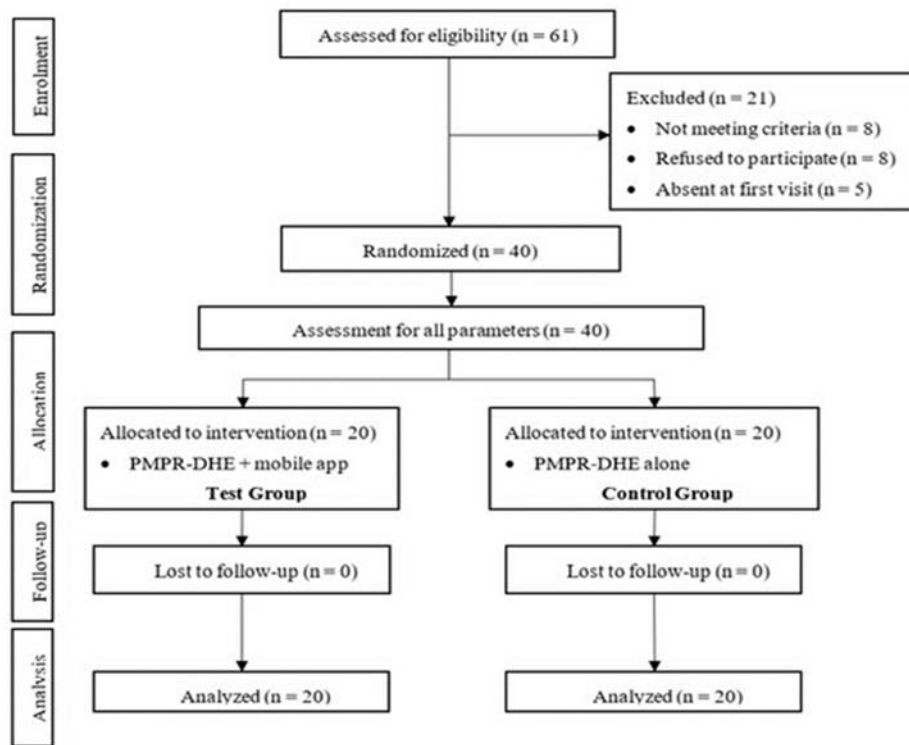 Enrolment
Assessed for eligibility (n = 61)
Excluded (n = 21)
• Not meeting criteria (n = 8)
• Refused to participate (n = 8)
• Absent at first visit (n = 5)
Randomization
Randomized (n = 40)
Assessment for all parameters (n = 40)
Allocation
Allocated to intervention (n = 20)
• PMPR-DHE + mobile app
Test Group
Allocated to intervention (n = 20)
• PMPR-DHE alone
Control Group
Follow-up
Lost to follow-up (n = 0)
Lost to follow-up (n = 0)
Analysis
Analyzed (n = 20)
Analyzed (n = 20)